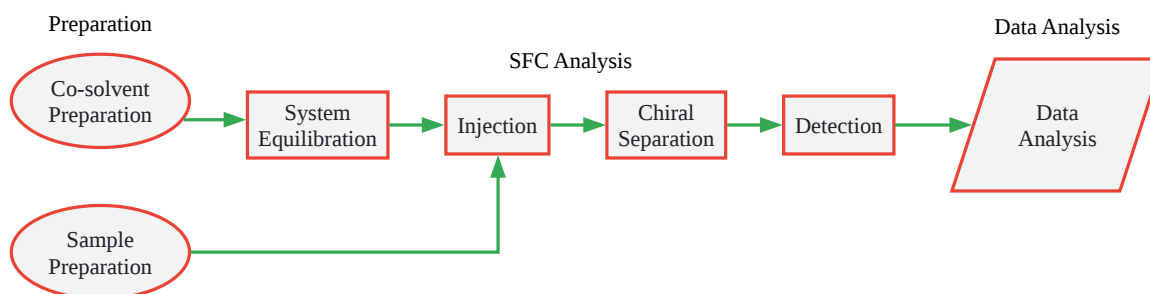 Preparation
Data Analysis
SFC Analysis
Co-solvent
Preparation
System
Equilibration
Injection
Chiral
Separation
Detection
Data
Analysis
Sample
Preparation